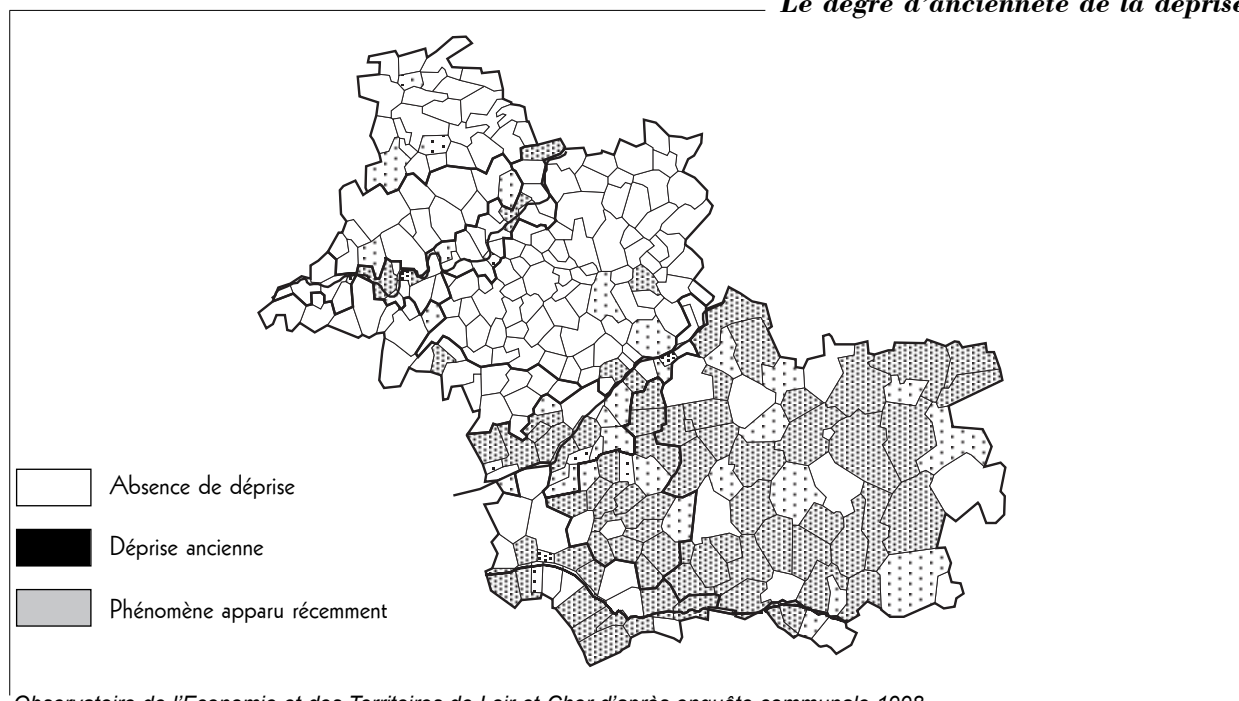 Le degré d'ancienneté de la déprise
Absence de déprise
Déprise ancienne
Phénomène apparu récemment
Observatoire de l'Economie et des Territoires de Loir-et-Cher d'après enquête communale 1998